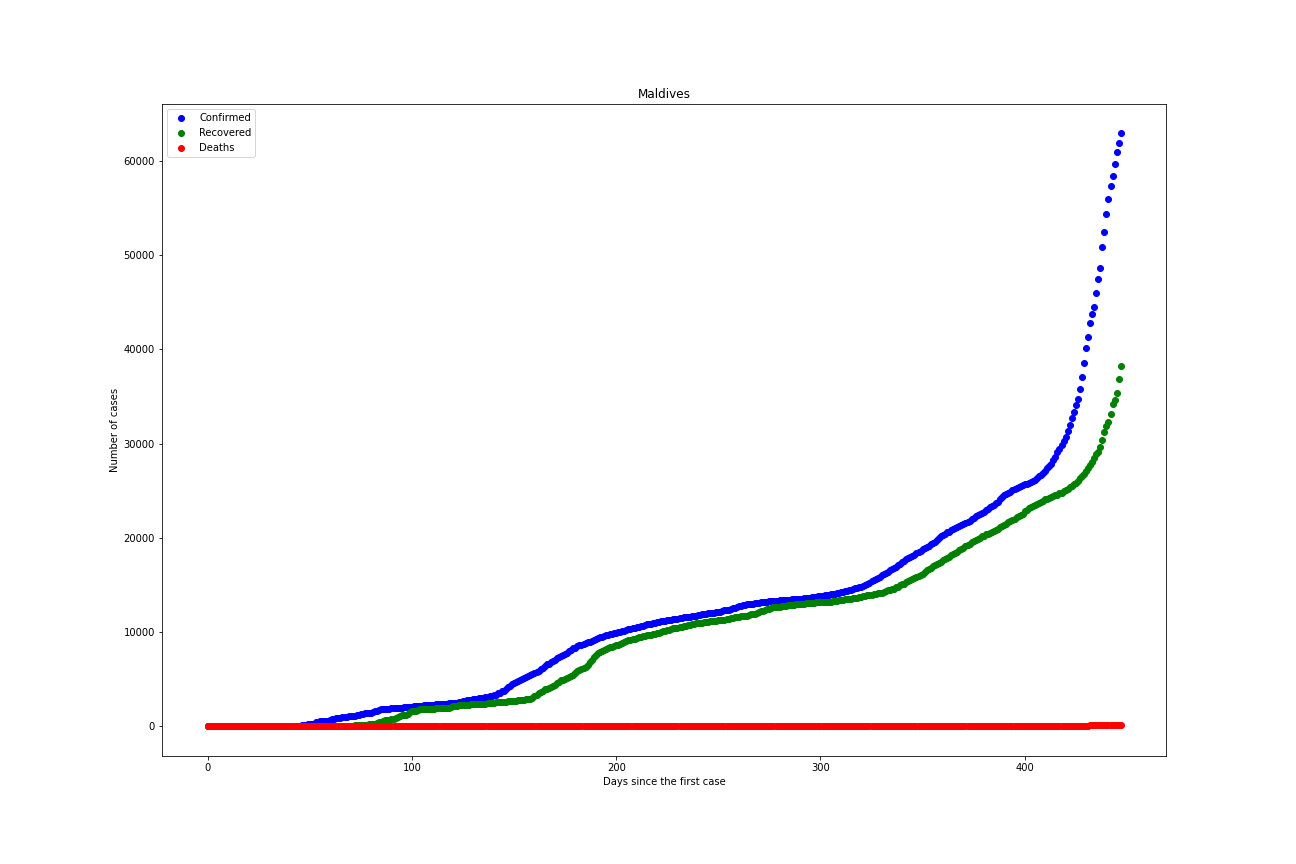 Maldives
Confirmed
Recovered
Deaths
60000
50000
40000
30000
20000
10000
0
Number of cases
0 100 200 300 400
Days since the first case